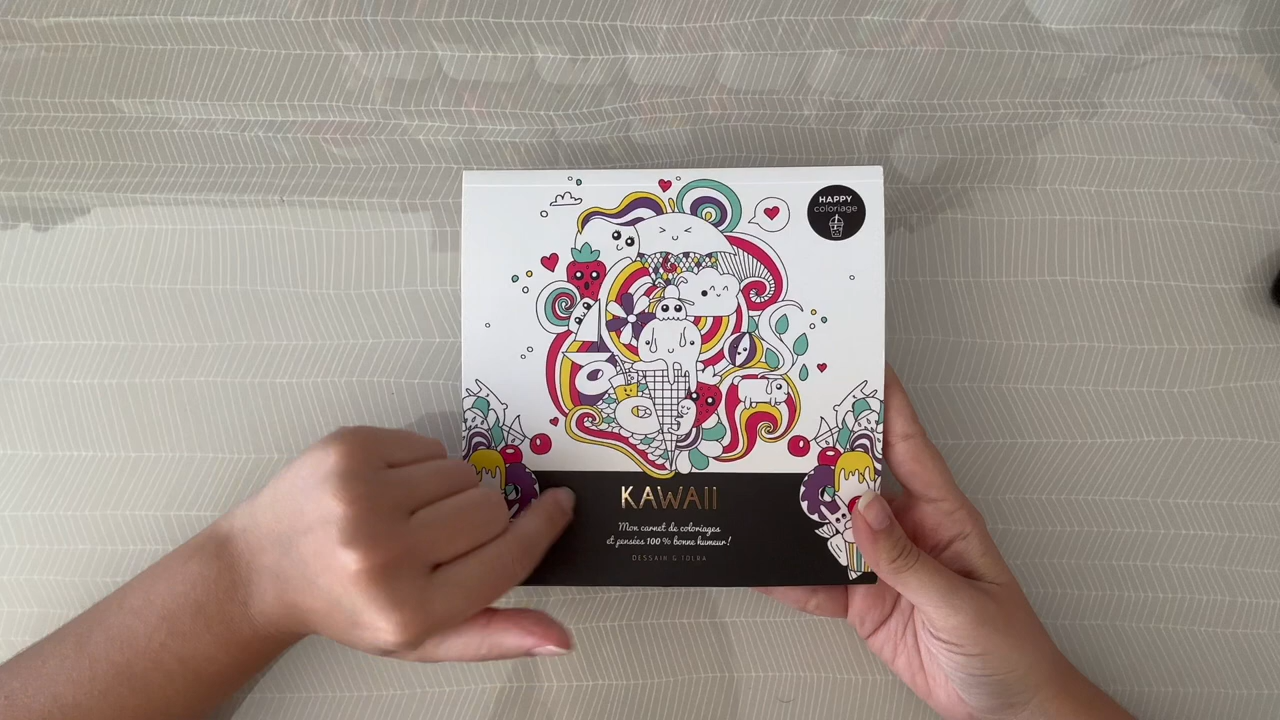 HAPPY
coloriage
KAWAII
Mon carnet de coloriages
et pensées 100 % bonne humeur !
DESSAIN & TOLRA